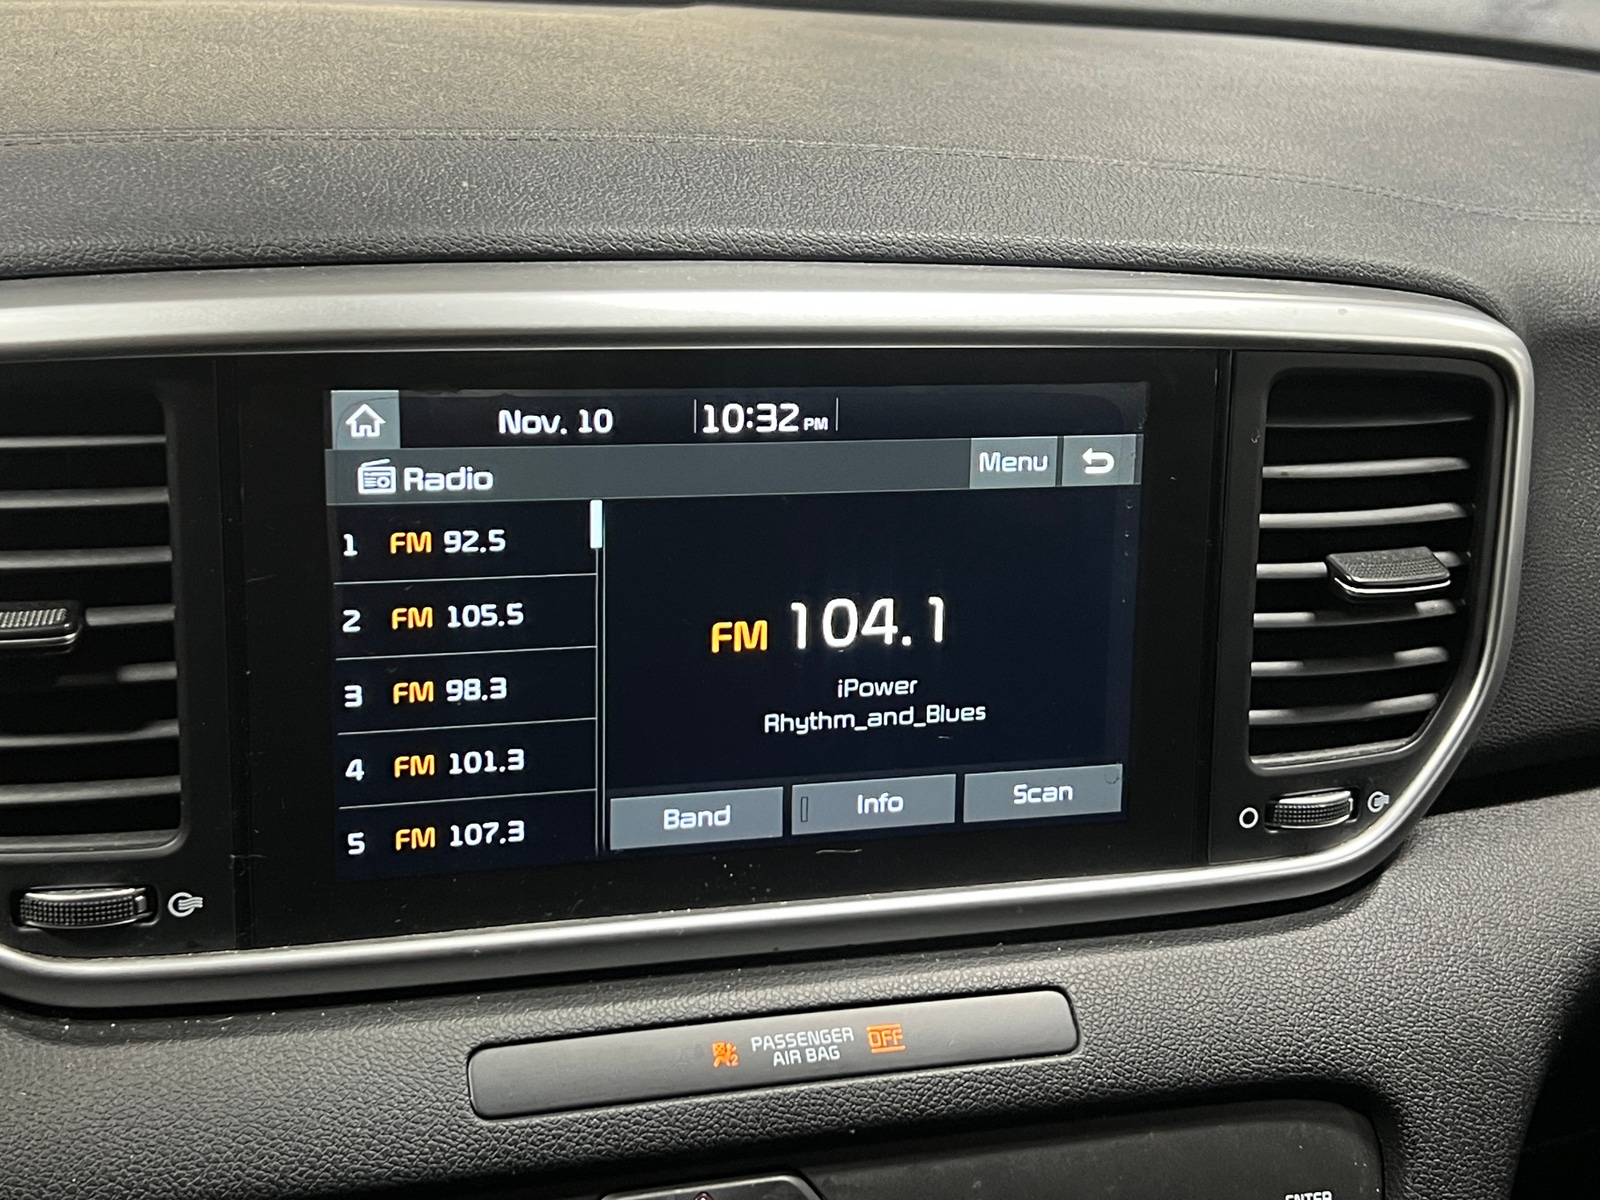 Nov. 10 10:32 PM
Radio Menu
1 FM 92.5
2 FM 105.5
3 FM 98.3
4 FM 101.3
5 FM 107.3
FM 104.1
iPower
Rhythm_and_Blues
Band Info Scan
PASSENGER
AIR BAG
OFF
ENTER